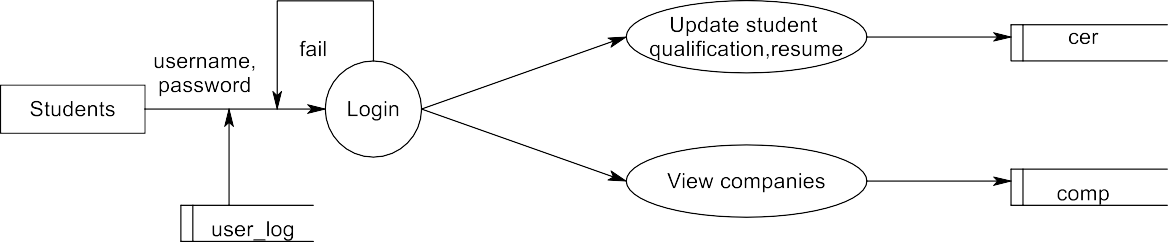 Update student
qualification,resume
cer
fail
username,
password
Students
Login
View companies
comp
user_log